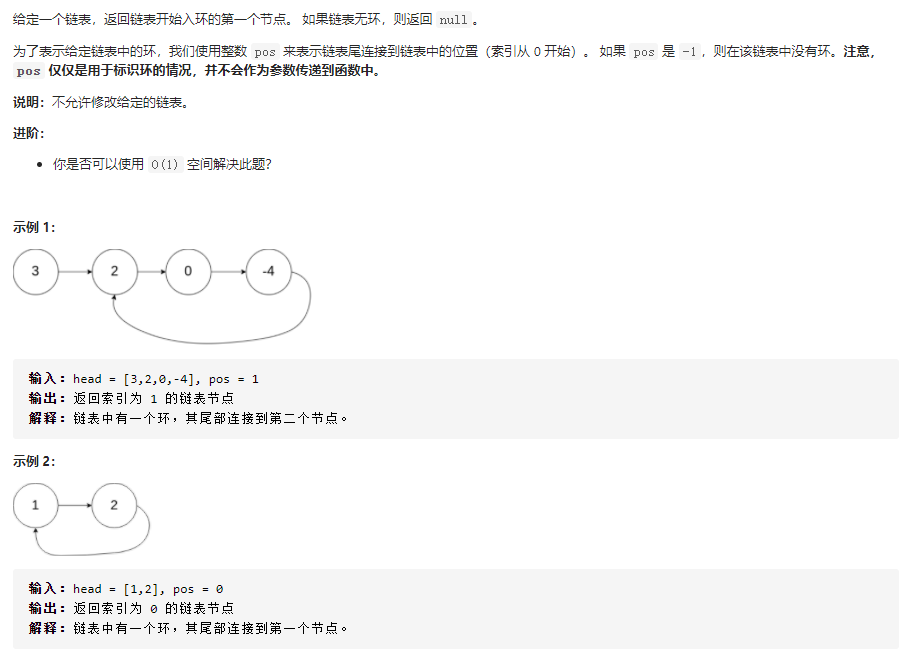 给定一个链表，返回链表开始入环的第一个节点。 如果链表无环，则返回 null 。
为了表示给定链表中的环，我们使用整数 pos 来表示链表尾连接到链表中的位置（索引从 0 开始）。 如果 pos 是 -1 ，则在该链表中没有环。注意，
pos 仅仅是用于标识环的情况，并不会作为参数传递到函数中。
说明：不允许修改给定的链表。
进阶：
• 你是否可以使用 O(1) 空间解决此题？
示例 1：
3 2 0 -4
输入：head = [3,2,0,-4], pos = 1
输出：返回索引为 1 的链表节点
解释：链表中有一个环，其尾部连接到第二个节点。
示例 2：
1 2
输入：head = [1,2], pos = 0
输出：返回索引为 0 的链表节点
解释：链表中有一个环，其尾部连接到第一个节点。